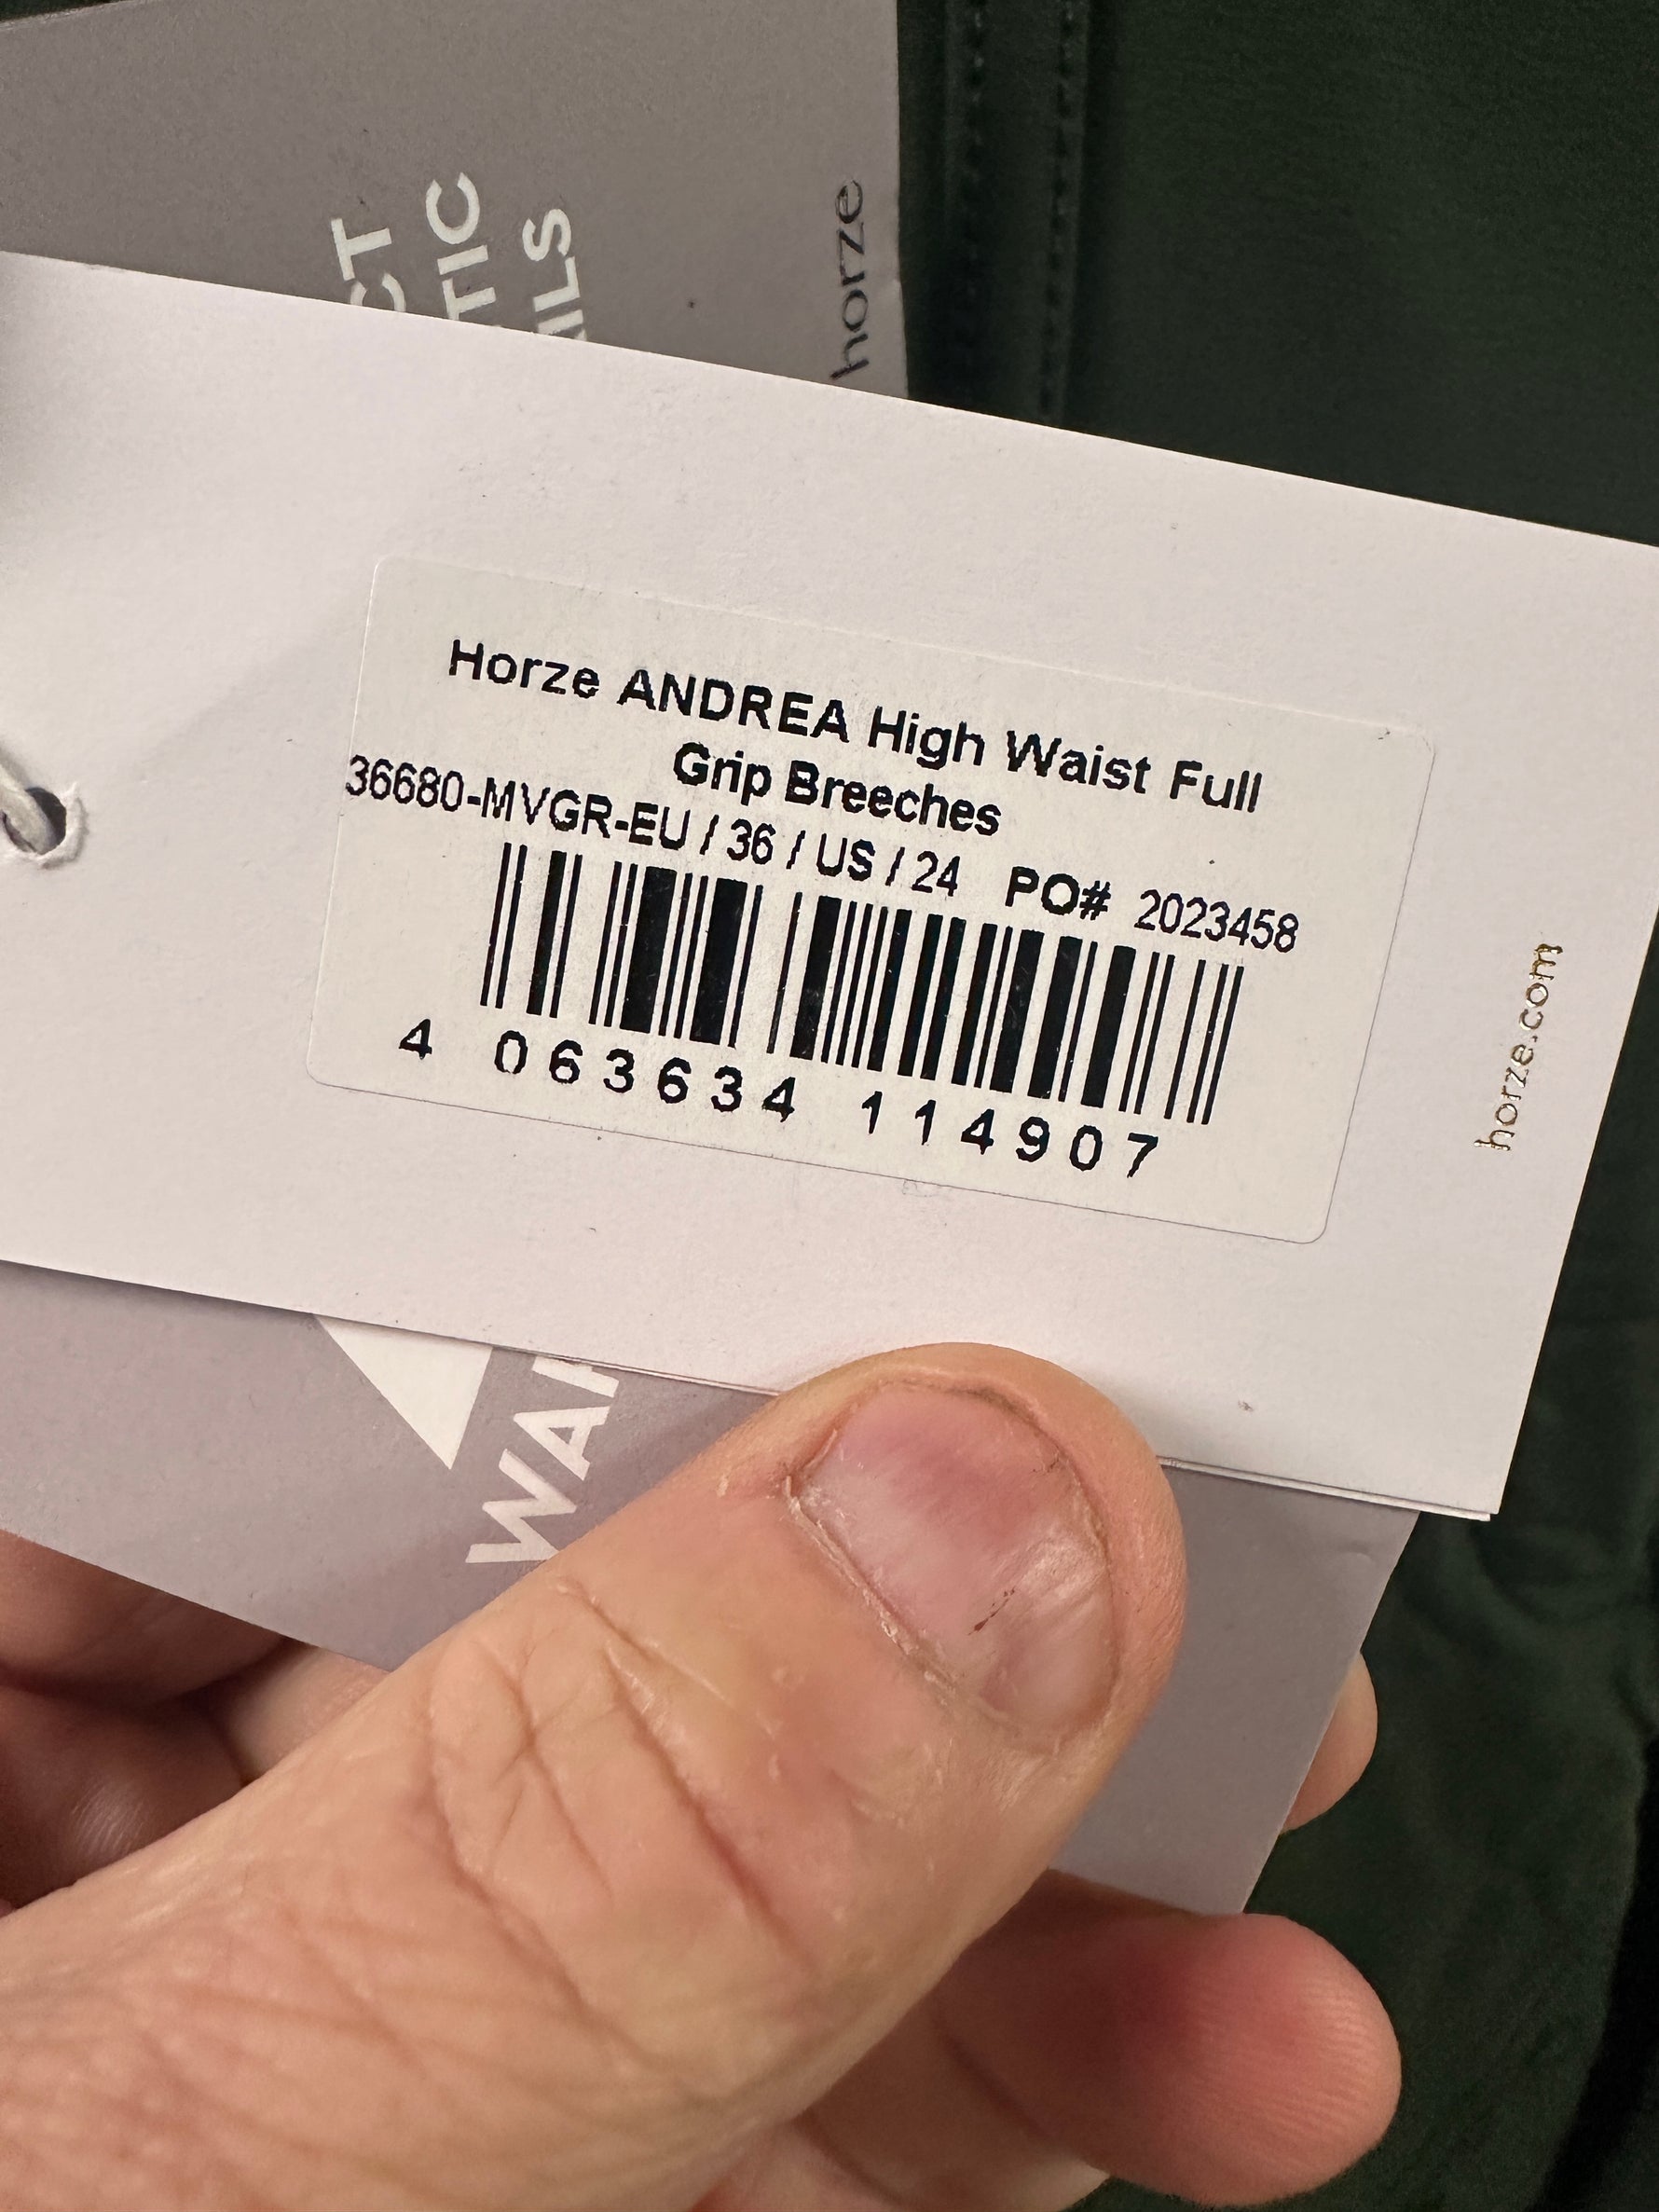 horze
Horze ANDREA High Waist Full
Grip Breeches
36680-MVGR-EU / 36 / US / 24 PO# 2023458
4 063634 114907
horze.com